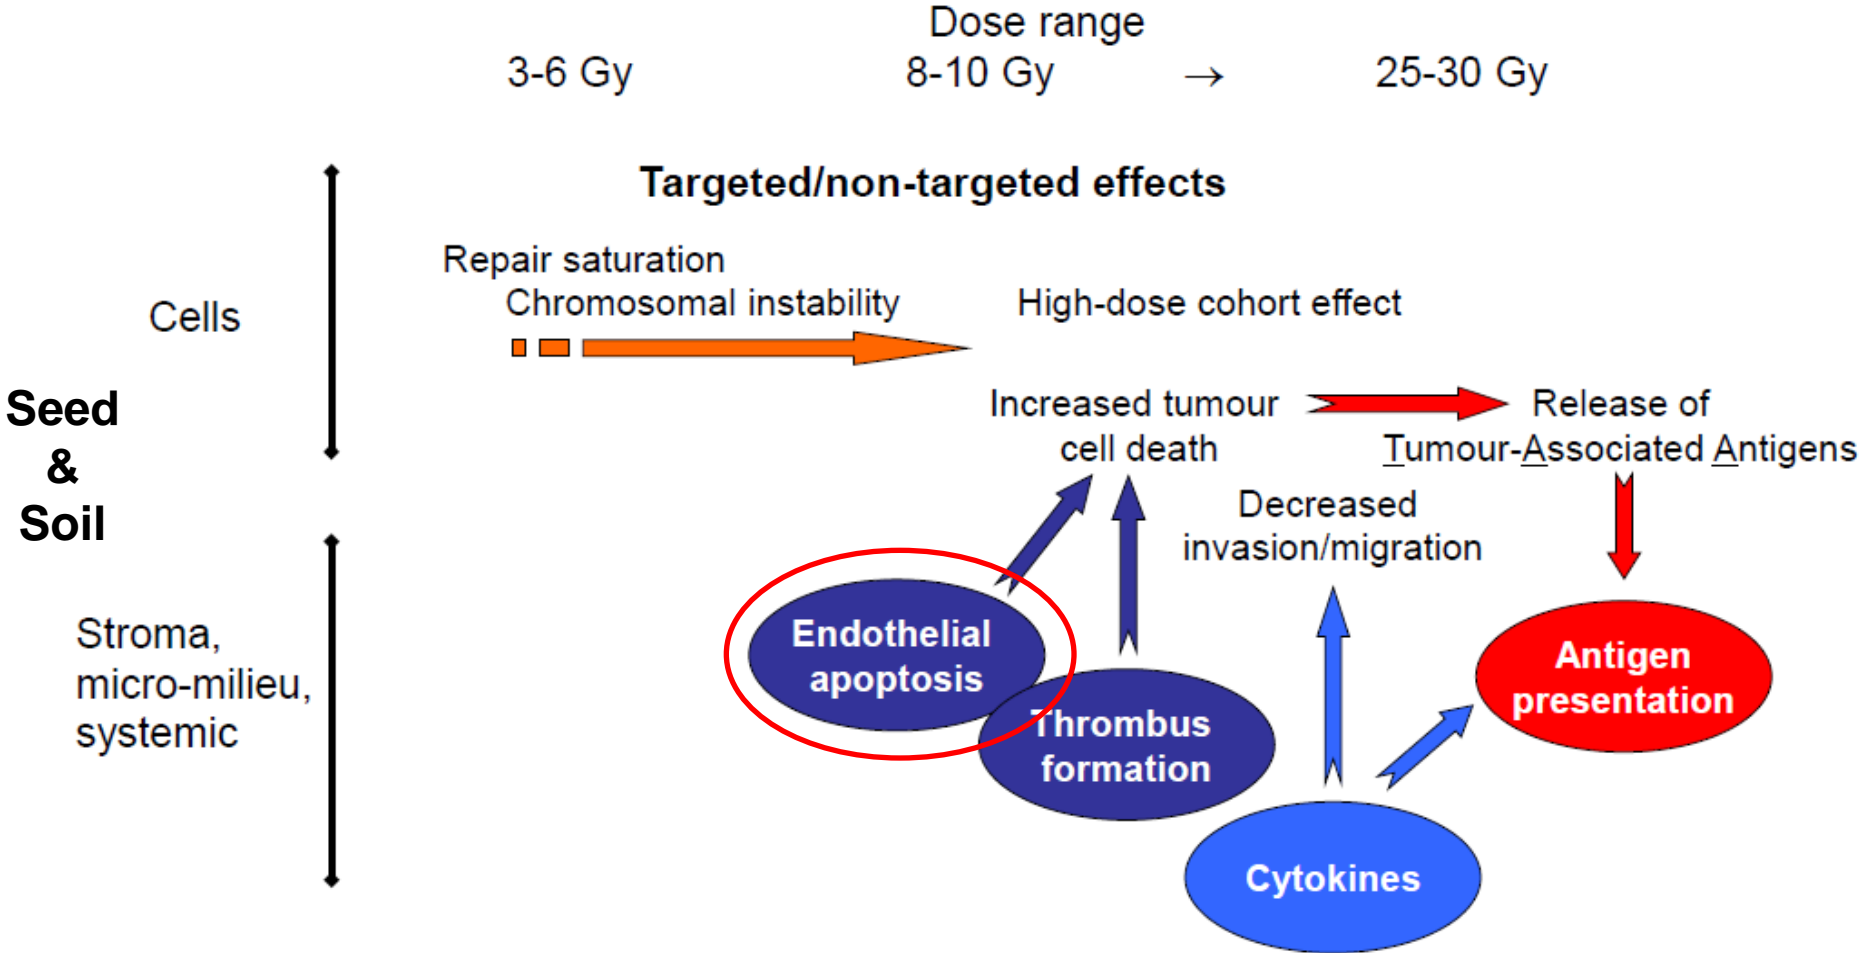 Dose range
3-6 Gy 8-10 Gy → 25-30 Gy
Targeted/non-targeted effects
Repair saturation
Chromosomal instability
High-dose cohort effect
Cells
Seed
&
Soil
Increased tumour
cell death
Release of
Tumour-Associated Antigens
Decreased
invasion/migration
Stroma,
micro-milieu,
systemic
Endothelial
apoptosis
Thrombus
formation
Antigen
presentation
Cytokines